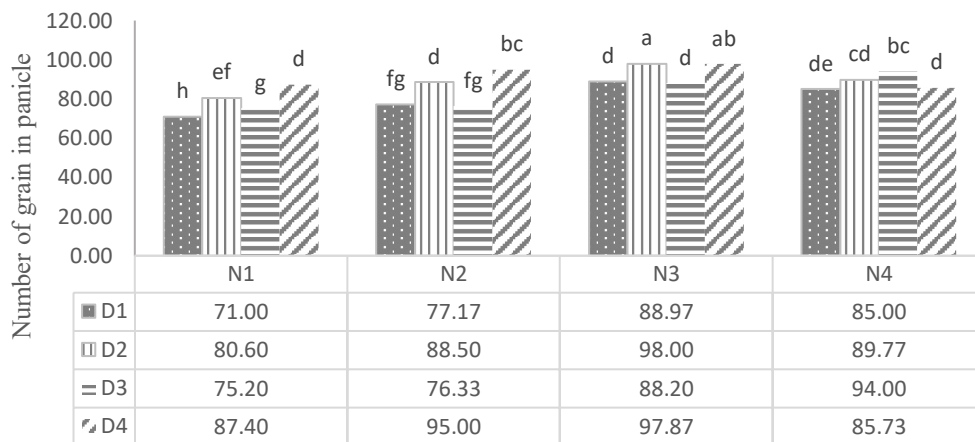 Number of grain in panicle
120.00
100.00
80.00
60.00
40.00
20.00
0.00
h ef g d fg d fg bc d a d ab de cd bc d
N1 N2 N3 N4
D1 71.00 77.17 88.97 85.00
D2 80.60 88.50 98.00 89.77
D3 75.20 76.33 88.20 94.00
D4 87.40 95.00 97.87 85.73